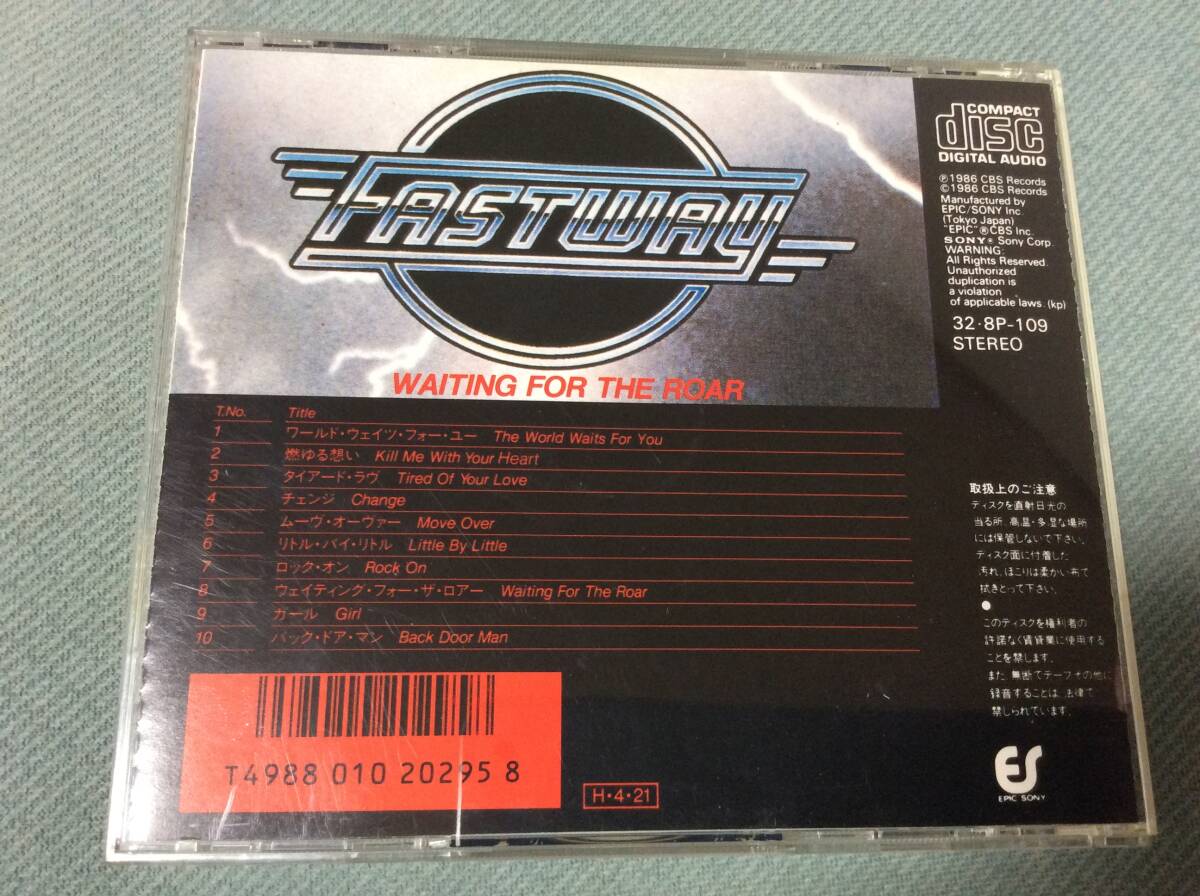 FASTWAY
WAITING FOR THE ROAR
T.No. Title
1 ワールド・ウェイツ・フォー・ユー The World Waits For You
2 燃ゆる想い Kill Me With Your Heart
3 タイアード・ラヴ Tired Of Your Love
4 チェンジ Change
5 ムーヴ・オーヴァー Move Over
6 リトル・バイ・リトル Little By Little
7 ロック・オン Rock On
8 ウェイティング・フォー・ザ・ロアー Waiting For The Roar
9 ガール Girl
10 バック・ドア・マン Back Door Man
T4988 010 20295 8
H・4・21
COMPACT
disc
DIGITAL AUDIO
℗1986 CBS Records
©1986 CBS Records
Manufactured by
EPIC/SONY Inc.
(Tokyo Japan)
"EPIC"®CBS Inc.
SONY® Sony Corp.
WARNING:
All Rights Reserved.
Unauthorized
duplication is
a violation
of applicable laws. (kp)
32・8P-109
STEREO
取扱上のご注意
ディスクを直射日光の
当る所、高温・多湿な場所
には保管しないで下さい。
ディスク面に付着した
汚れ、ほこりは柔かい布で
拭きとって下さい。
●
このディスクを権利者の
許諾なく賃貸業に使用する
ことを禁じます。
また、無断でテープその他に
録音することは、法律で
禁じられています。
ES
EPIC SONY